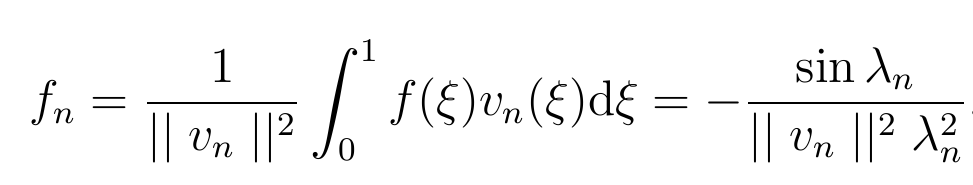 f_n = \frac{1}{|| v_n ||^2} \int_0^1 f(\xi) v_n(\xi) \mathrm{d}\xi = - \frac{\sin \lambda_n}{|| v_n ||^2 \lambda_n^2}.